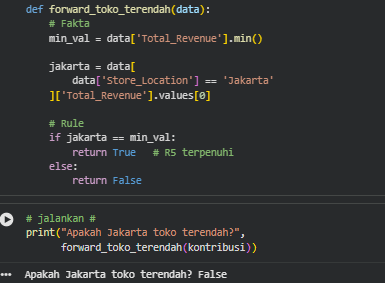 def forward_toko_terendah(data):
    # Fakta
    min_val = data['Total_Revenue'].min()

    jakarta = data[
        data['Store_Location'] == 'Jakarta'
    ]['Total_Revenue'].values[0]

    # Rule
    if jakarta == min_val:
        return True   # R5 terpenuhi
    else:
        return False

# jalankan #
print("Apakah Jakarta toko terendah?",
      forward_toko_terendah(kontribusi))
••• Apakah Jakarta toko terendah? False